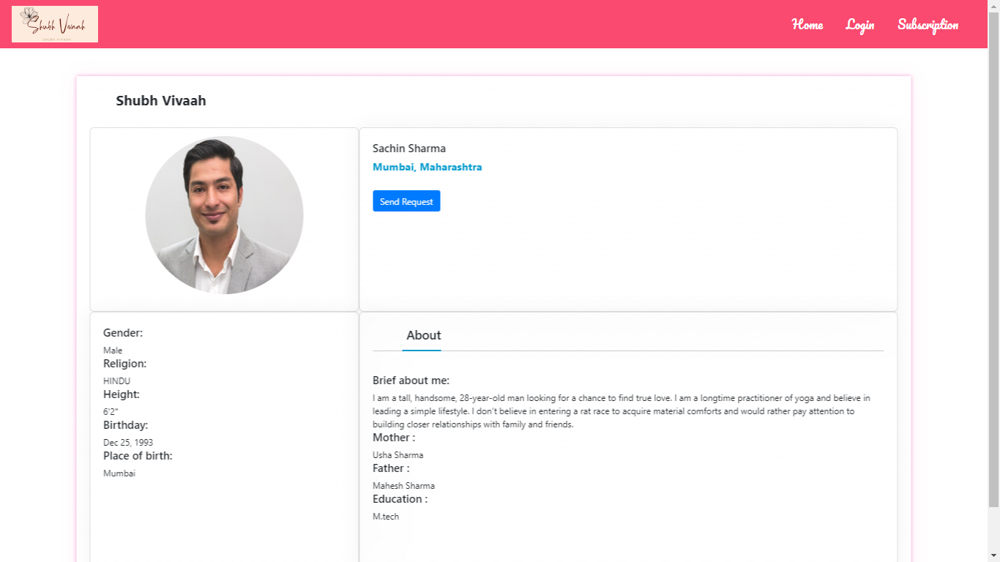 Shubh Vivaah
SHUBH VIVAAH
Home Login Subscription
Shubh Vivaah
Sachin Sharma
Mumbai, Maharashtra
Send Request
Gender:
Male
Religion:
HINDU
Height:
6'2"
Birthday:
Dec 25, 1993
Place of birth:
Mumbai
About
Brief about me:
I am a tall, handsome, 28-year-old man looking for a chance to find true love. I am a longtime practitioner of yoga and believe in
leading a simple lifestyle. I don't believe in entering a rat race to acquire material comforts and would rather pay attention to
building closer relationships with family and friends.
Mother :
Usha Sharma
Father :
Mahesh Sharma
Education :
M.tech